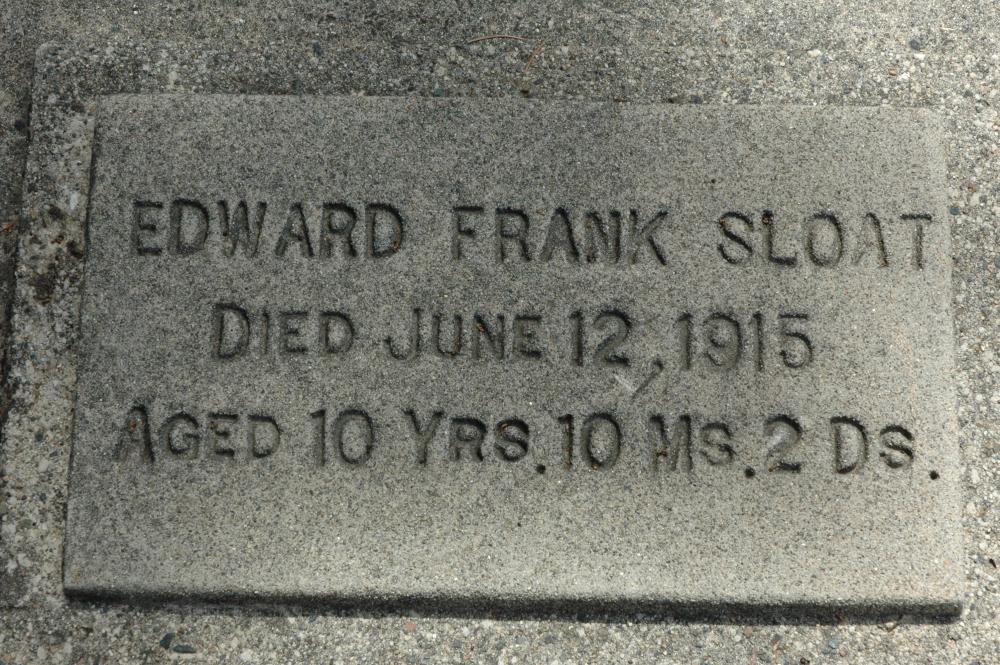 EDWARD FRANK SLOAT
DIED JUNE 12, 1915
AGED 10 YRS. 10 MS. 2 DS.